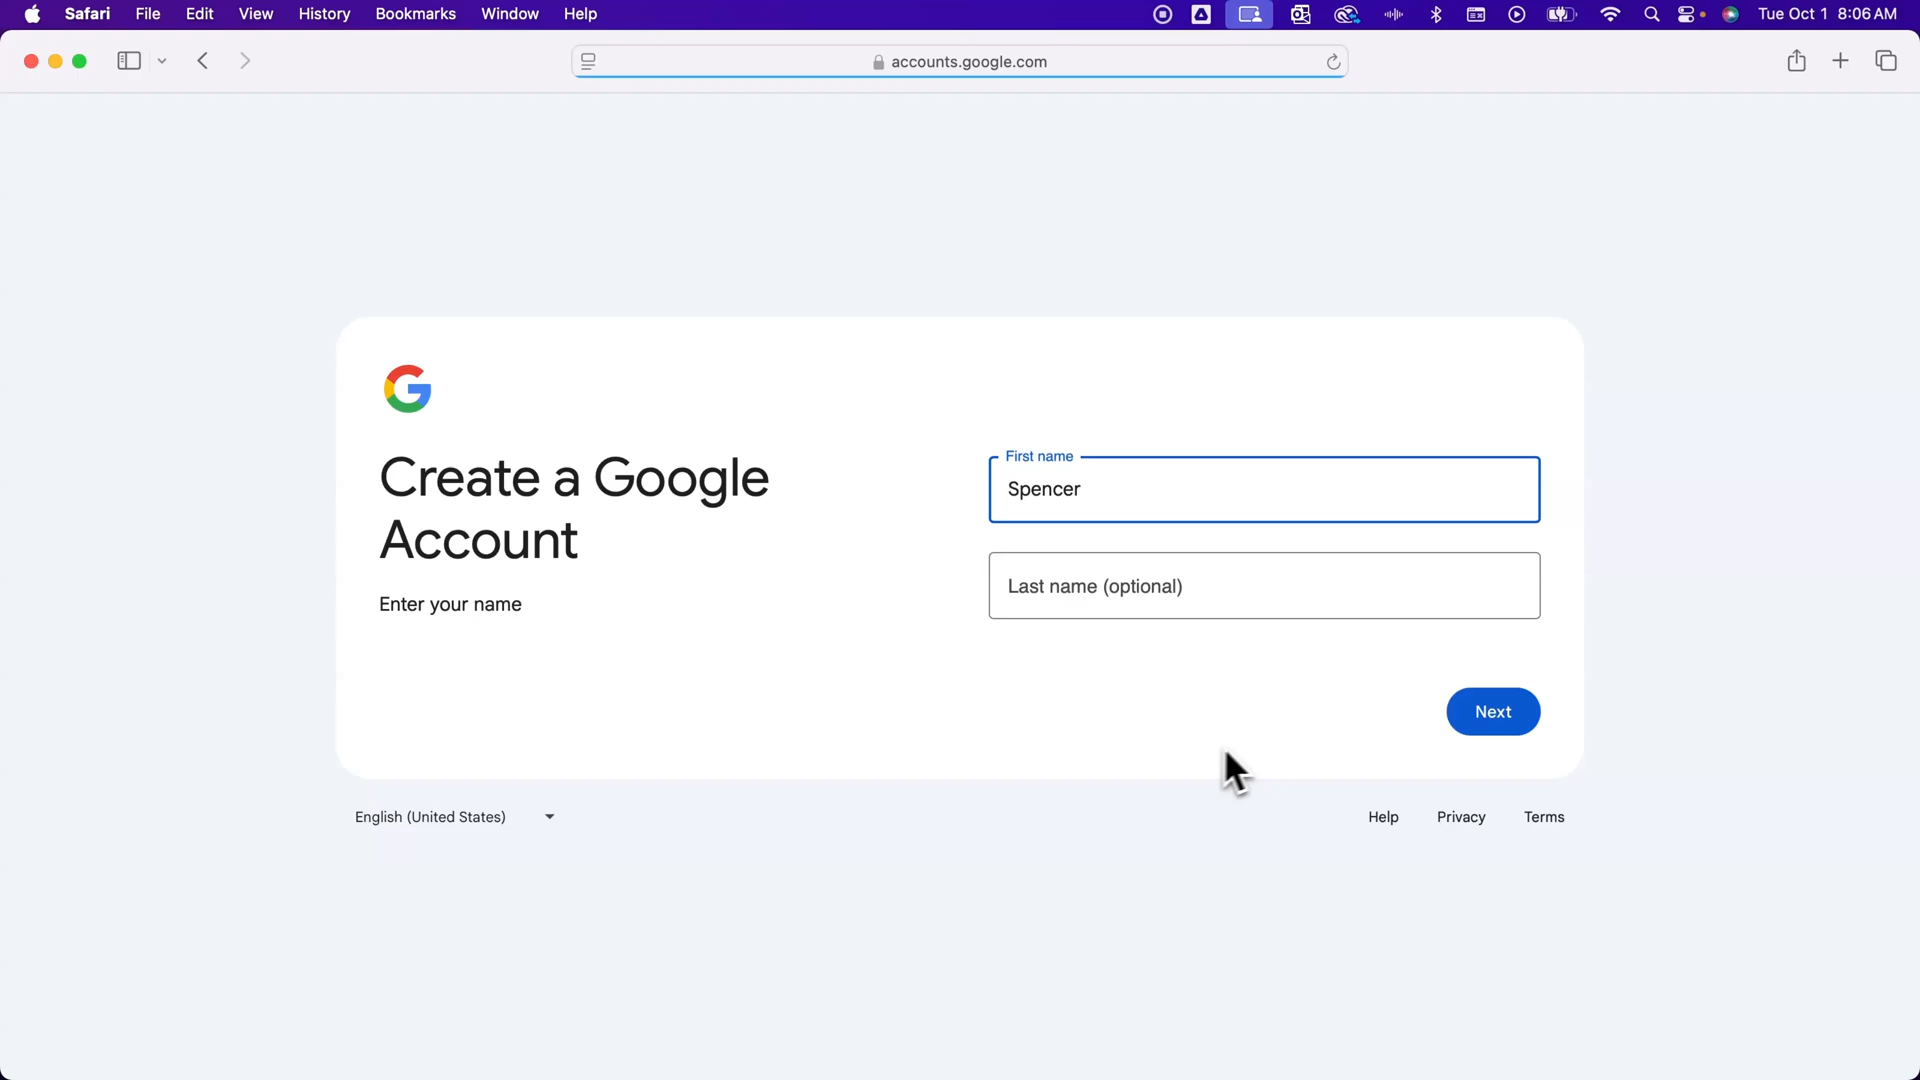 Safari File Edit View History Bookmarks Window Help Tue Oct 1 8:06 AM
accounts.google.com
Create a Google
Account
Enter your name
First name
Spencer
Last name (optional)
Next
English (United States)
Help Privacy Terms